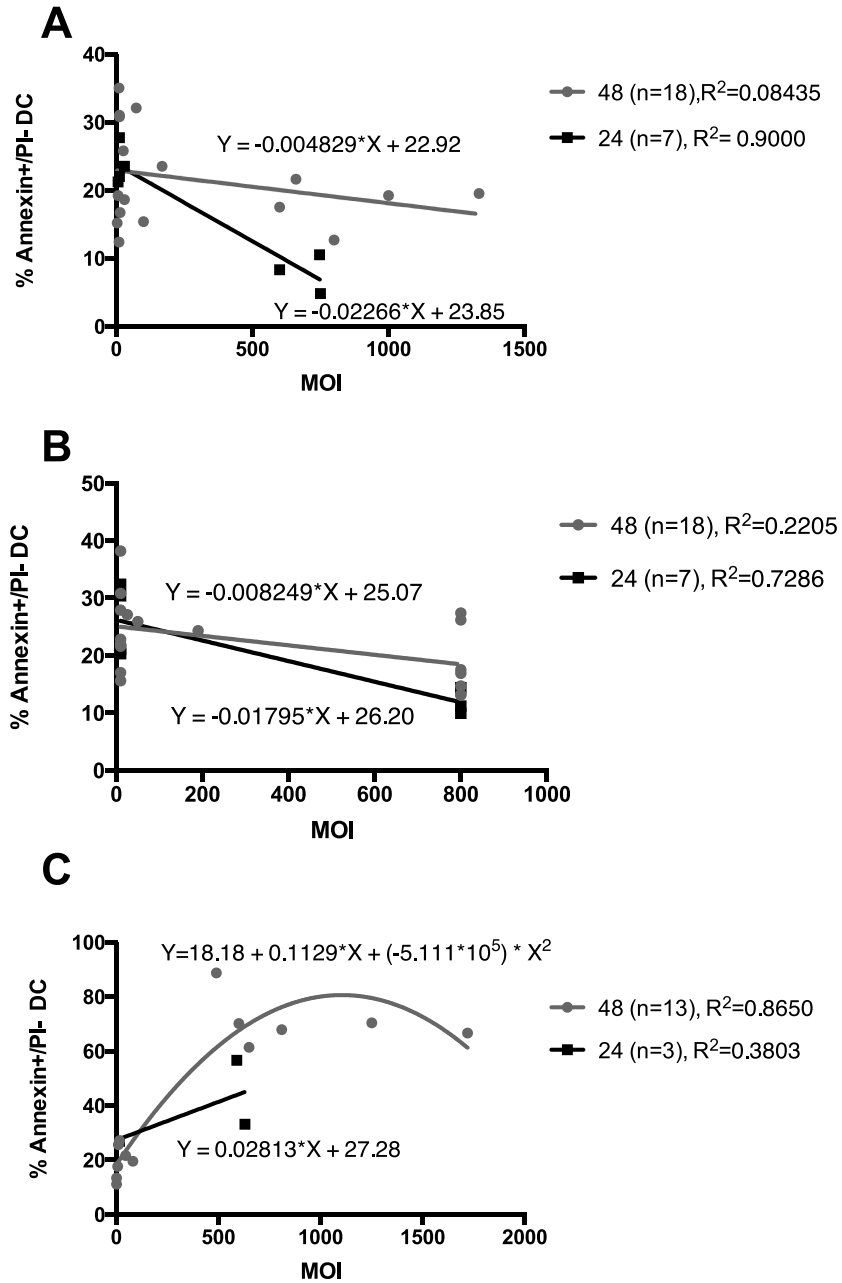 A
% Annexin+/PI- DC
40
30
20
10
0
0
500
1000
1500
MOI
Y = -0.004829*X + 22.92
Y = -0.02266*X + 23.85
48 (n=18),R²=0.08435
24 (n=7), R²= 0.9000
B
% Annexin+/PI- DC
50
40
30
20
10
0
0
200
400
600
800
1000
MOI
Y = -0.008249*X + 25.07
Y = -0.01795*X + 26.20
48 (n=18), R²=0.2205
24 (n=7), R²=0.7286
C
% Annexin+/PI- DC
100
80
60
40
20
0
0
500
1000
1500
2000
MOI
Y=18.18 + 0.1129*X + (-5.111*10⁵) * X²
Y = 0.02813*X + 27.28
48 (n=13), R²=0.8650
24 (n=3), R²=0.3803